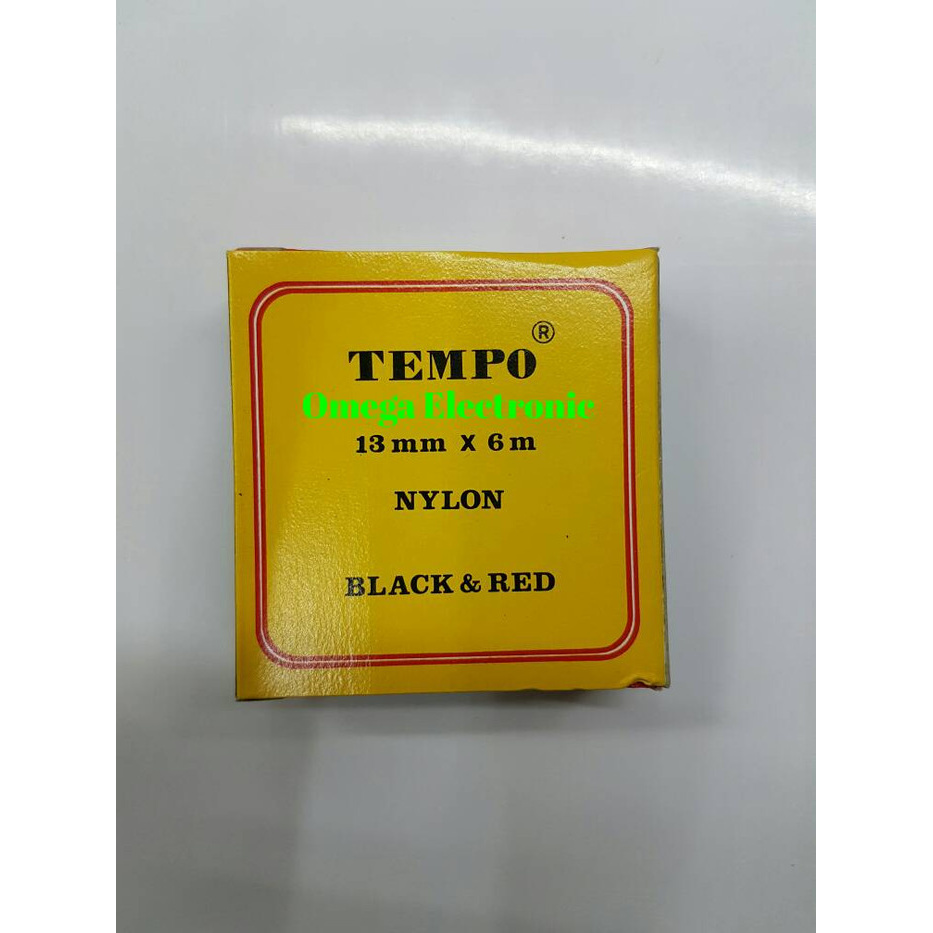 TEMPO ®
Omega Electronic
13 mm X 6 m
NYLON
BLACK & RED